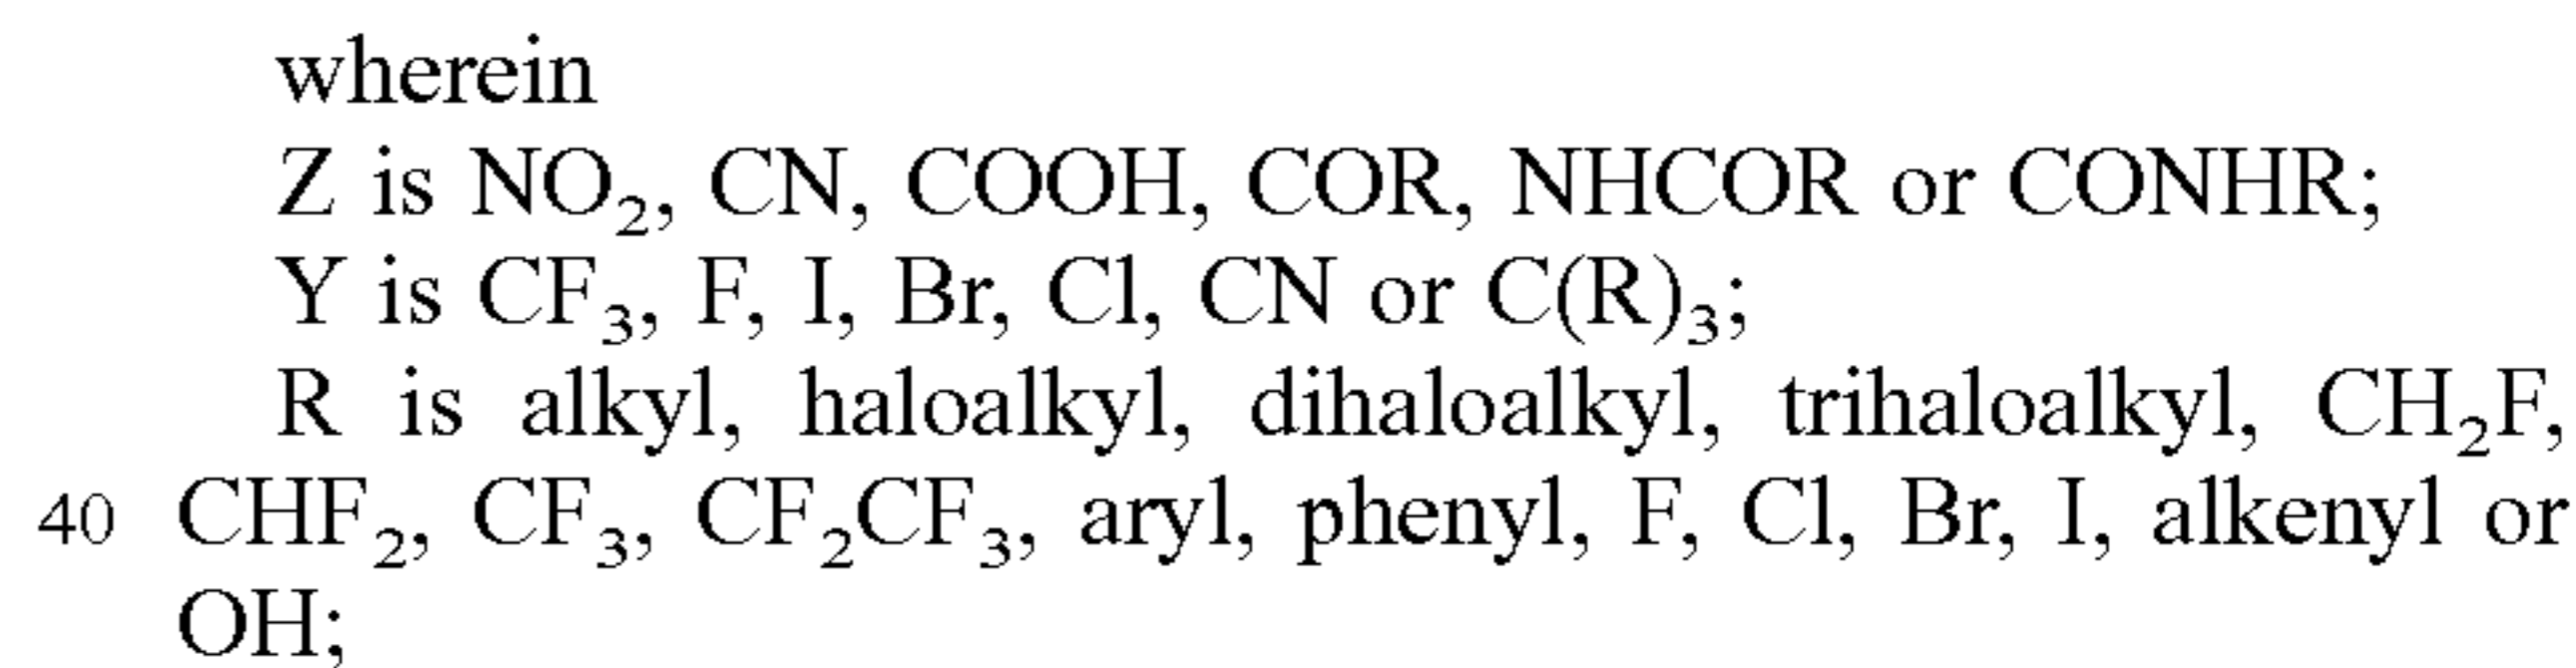 wherein
Z is NO₂, CN, COOH, COR, NHCOR or CONHR;
Y is CF₃, F, I, Br, Cl, CN or C(R)₃;
R is alkyl, haloalkyl, dihaloalkyl, trihaloalkyl, CH₂F,
40 CHF₂, CF₃, CF₂CF₃, aryl, phenyl, F, Cl, Br, I, alkenyl or
OH;